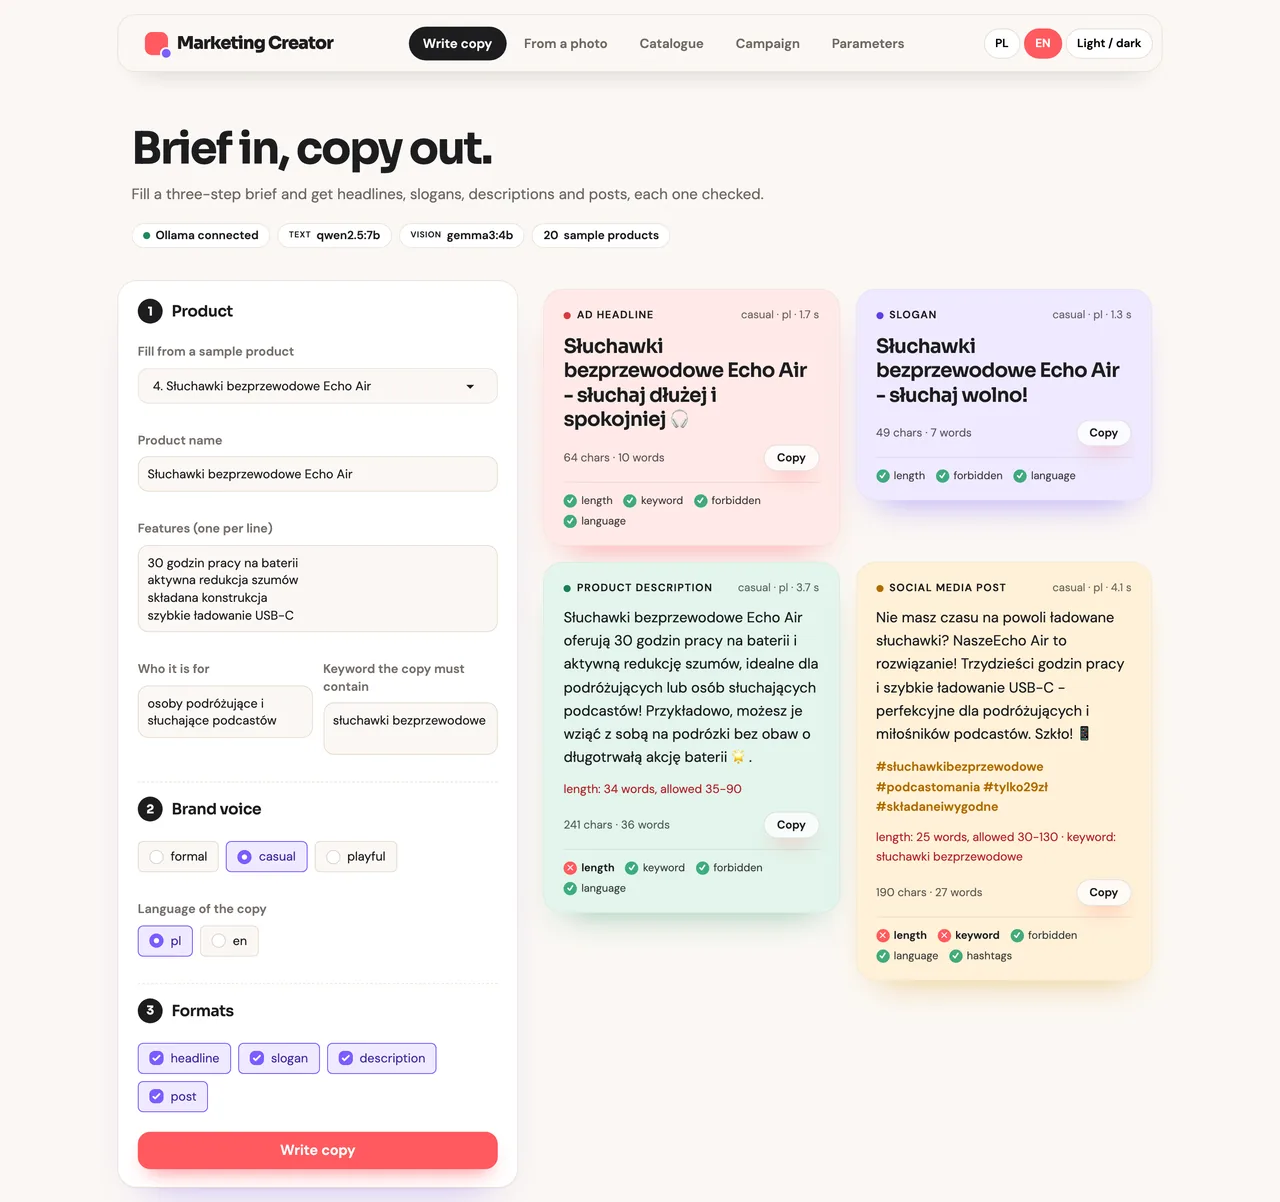 Marketing Creator
Write copy
From a photo
Catalogue
Campaign
Parameters
PL
EN
Light / dark
Brief in, copy out.
Fill a three-step brief and get headlines, slogans, descriptions and posts, each one checked.
Ollama connected
TEXT qwen2.5:7b
VISION gemma3:4b
20 sample products
1 Product
Fill from a sample product
4. Słuchawki bezprzewodowe Echo Air
Product name
Słuchawki bezprzewodowe Echo Air
Features (one per line)
30 godzin pracy na baterii
aktywna redukcja szumów
składana konstrukcja
szybkie ładowanie USB-C
Who it is for
osoby podróżujące i
słuchające podcastów
Keyword the copy must
contain
słuchawki bezprzewodowe
2 Brand voice
formal
casual
playful
Language of the copy
pl
en
3 Formats
headline
slogan
description
post
Write copy
AD HEADLINE
casual · pl · 1.7 s
Słuchawki
bezprzewodowe Echo Air
- słuchaj dłużej i
spokojniej 🎧
64 chars · 10 words
Copy
length
keyword
forbidden
language
SLOGAN
casual · pl · 1.3 s
Słuchawki
bezprzewodowe Echo Air
- słuchaj wolno!
49 chars · 7 words
Copy
length
forbidden
language
PRODUCT DESCRIPTION
casual · pl · 3.7 s
Słuchawki bezprzewodowe Echo Air
oferują 30 godzin pracy na baterii i
aktywną redukcję szumów, idealne dla
podróżujących lub osób słuchających
podcastów! Przykładowo, możesz je
wziąć z sobą na podrózki bez obaw o
długotrwałą akcję baterii 🌟 .
length: 34 words, allowed 35-90
241 chars · 36 words
Copy
length
keyword
forbidden
language
SOCIAL MEDIA POST
casual · pl · 4.1 s
Nie masz czasu na powoli ładowane
słuchawki? NaszeEcho Air to
rozwiązanie! Trzydzieści godzin pracy
i szybkie ładowanie USB-C -
perfekcyjne dla podróżujących i
miłośników podcastów. Szkło! 📱
#słuchawkibezprzewodowe
#podcastomania #tylko29zł
#składaneiwygodne
length: 25 words, allowed 30-130 · keyword:
słuchawki bezprzewodowe
190 chars · 27 words
Copy
length
keyword
forbidden
language
hashtags